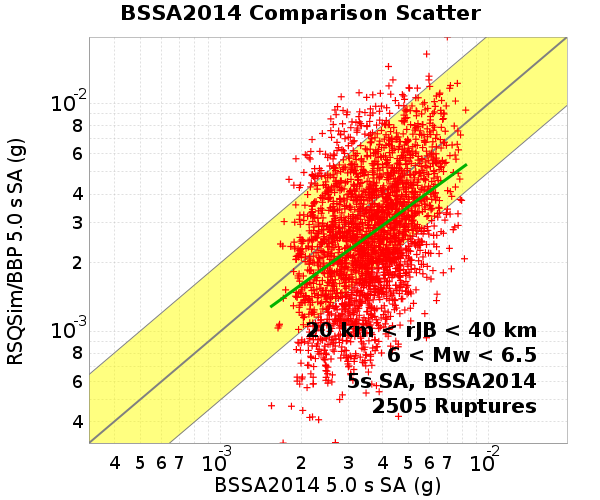 BSSA2014 Comparison Scatter
RSQSim/BBP 5.0 s SA (g)
10-2
8
6
4
3
2
10-3
8
6
4
20 km < rJB < 40 km
6 < Mw < 6.5
5s SA, BSSA2014
2505 Ruptures
4 5 6 7 10-3 2 3 4 5 6 7 10-2
BSSA2014 5.0 s SA (g)